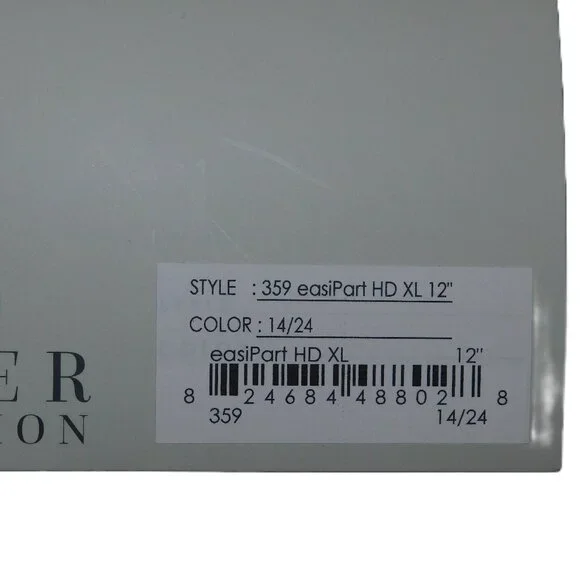 STYLE : 359 easiPart HD XL 12"
COLOR : 14/24
easiPart HD XL 12"
8 24684 48802 8
359 14/24
ER
ION